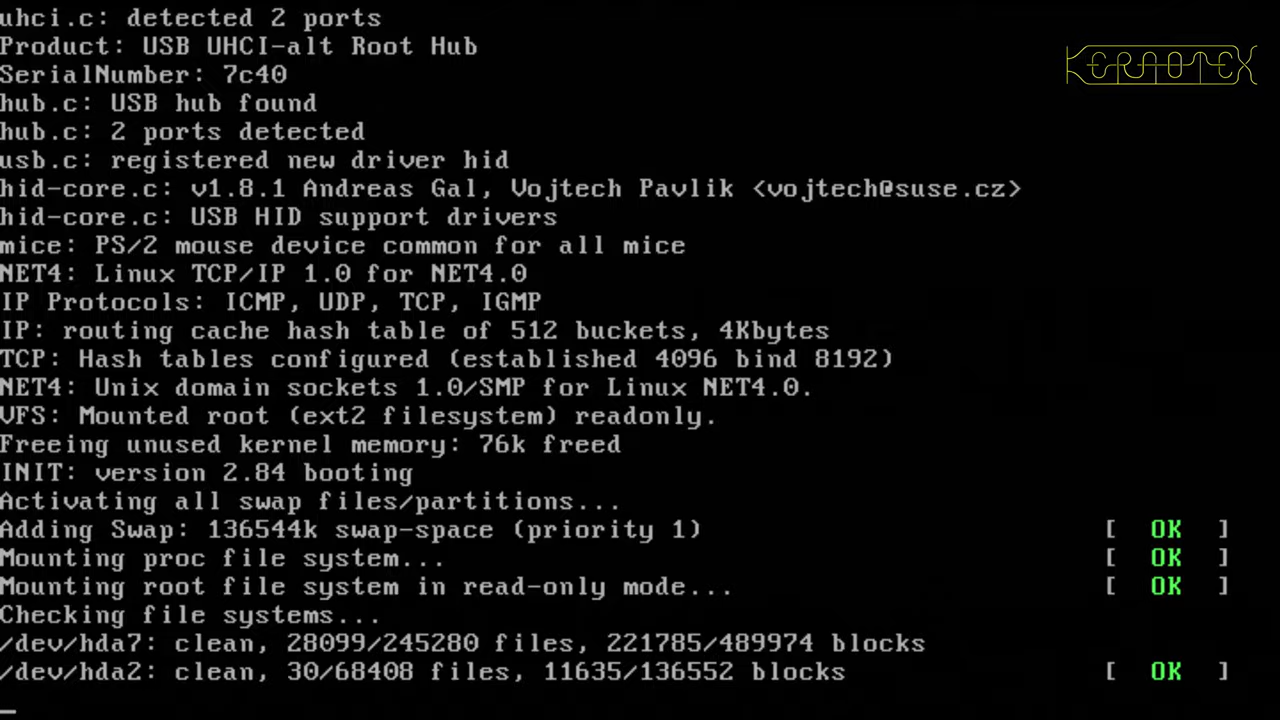 uhci.c: detected 2 ports
Product: USB UHCI-alt Root Hub
KERNOTEX
SerialNumber: 7c40
hub.c: USB hub found
hub.c: 2 ports detected
usb.c: registered new driver hid
hid-core.c: v1.8.1 Andreas Gal, Vojtech Pavlik <vojtech@suse.cz>
hid-core.c: USB HID support drivers
mice: PS/2 mouse device common for all mice
NET4: Linux TCP/IP 1.0 for NET4.0
IP Protocols: ICMP, UDP, TCP, IGMP
IP: routing cache hash table of 512 buckets, 4Kbytes
TCP: Hash tables configured (established 4096 bind 8192)
NET4: Unix domain sockets 1.0/SMP for Linux NET4.0.
VFS: Mounted root (ext2 filesystem) readonly.
Freeing unused kernel memory: 76k freed
INIT: version 2.84 booting
Activating all swap files/partitions...
Adding Swap: 136544k swap-space (priority 1) [ OK ]
Mounting proc file system... [ OK ]
Mounting root file system in read-only mode... [ OK ]
Checking file systems...
/dev/hda7: clean, 28099/245280 files, 221785/489974 blocks
/dev/hda2: clean, 30/68408 files, 11635/136552 blocks [ OK ]
_